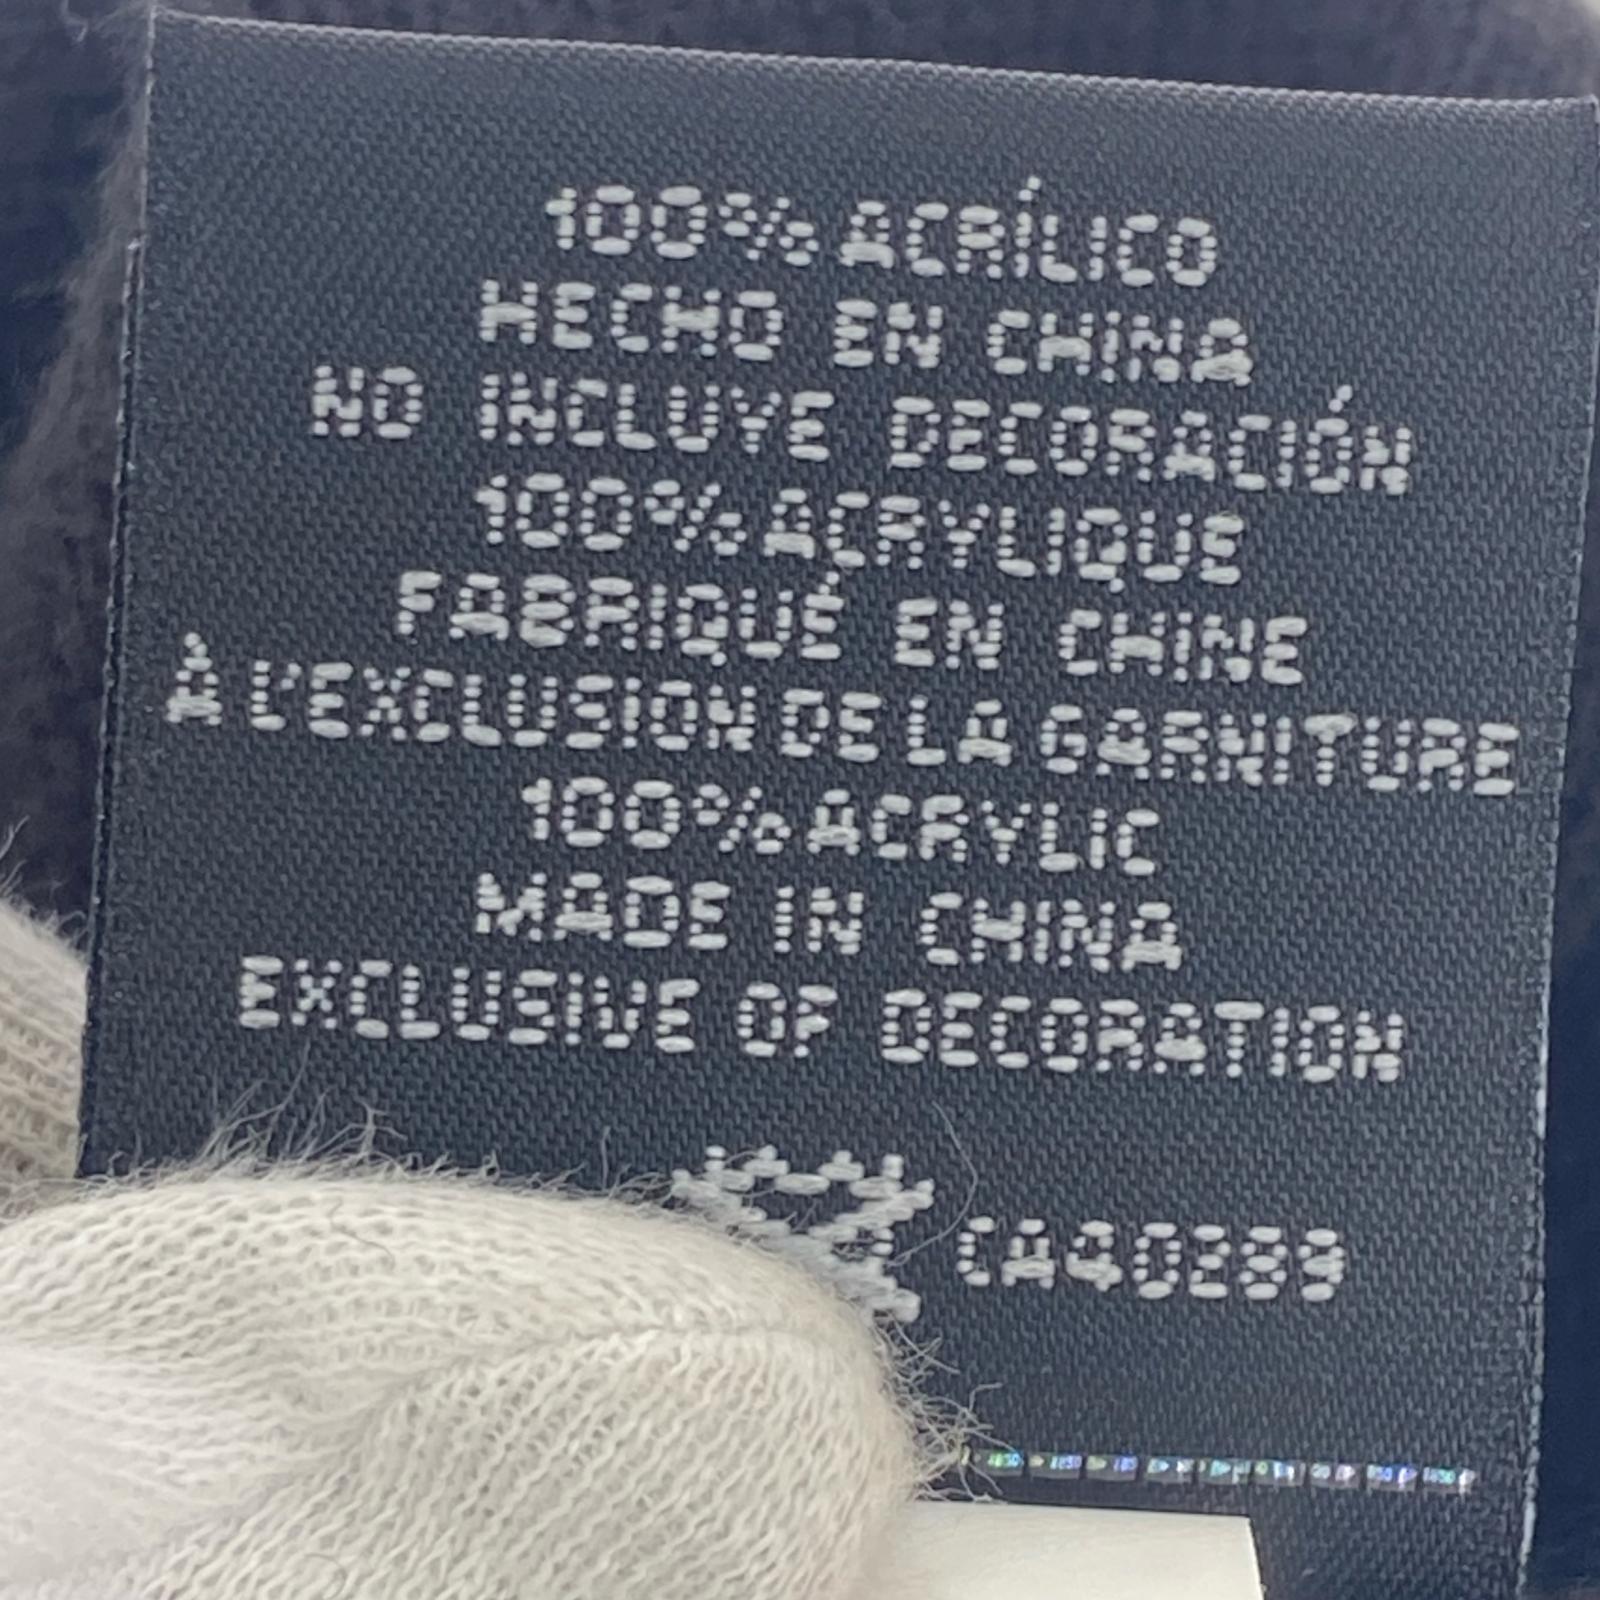 100% ACRÍLICO
HECHO EN CHINA
NO INCLUYE DECORACIÓN
100% ACRYLIQUE
FABRIQUÉ EN CHINE
À L'EXCLUSION DE LA GARNITURE
100% ACRYLIC
MADE IN CHINA
EXCLUSIVE OF DECORATION
CA40289